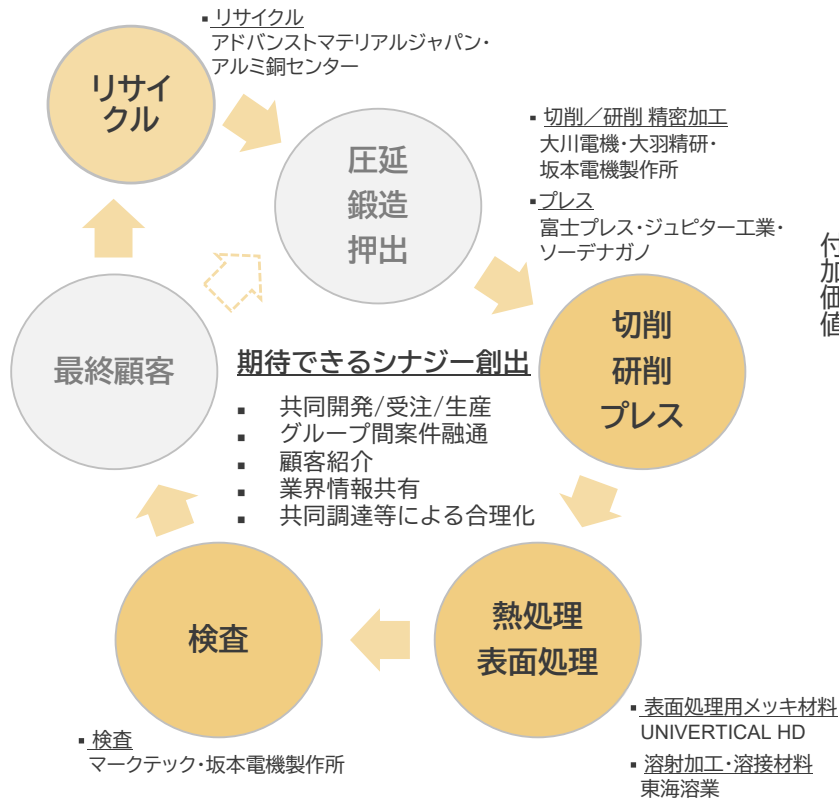 ▪ リサイクル
アドバンストマテリアルジャパン・
アルミ銅センター
リサイ
クル
圧延
鍛造
押出
▪ 切削／研削 精密加工
大川電機・大羽精研・
坂本電機製作所
▪プレス
富士プレス・ジュピター工業・
ソーデナガノ
付加価値
切削
研削
プレス
最終顧客
期待できるシナジー創出
▪ 共同開発/受注/生産
▪ グループ間案件融通
▪ 顧客紹介
▪ 業界情報共有
▪ 共同調達等による合理化
検査
熱処理
表面処理
▪ 検査
マークテック・坂本電機製作所
▪ 表面処理用メッキ材料
UNIVERTICAL HD
▪ 溶射加工・溶接材料
東海溶業